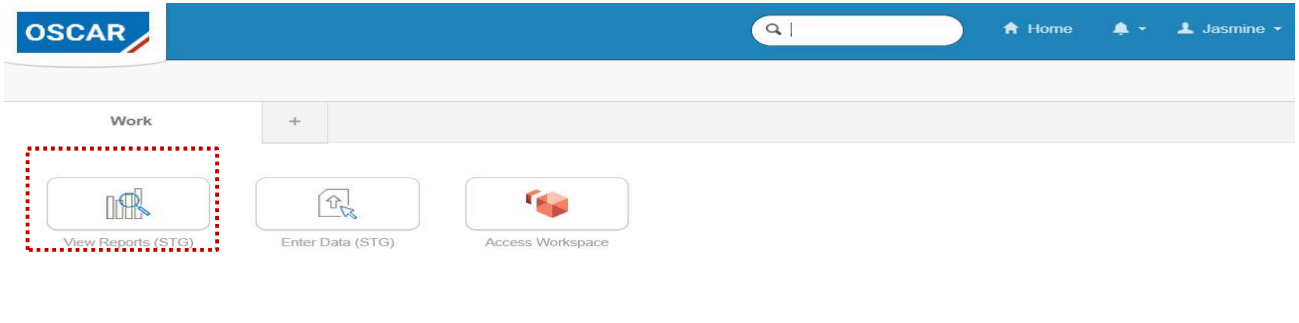 OSCAR
Home
Jasmine
Work
+
View Reports (STG)
Enter Data (STG)
Access Workspace